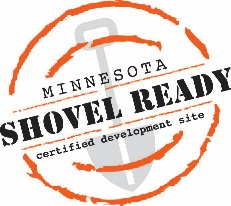 MINNESOTA
SHOVEL READY
certified development site